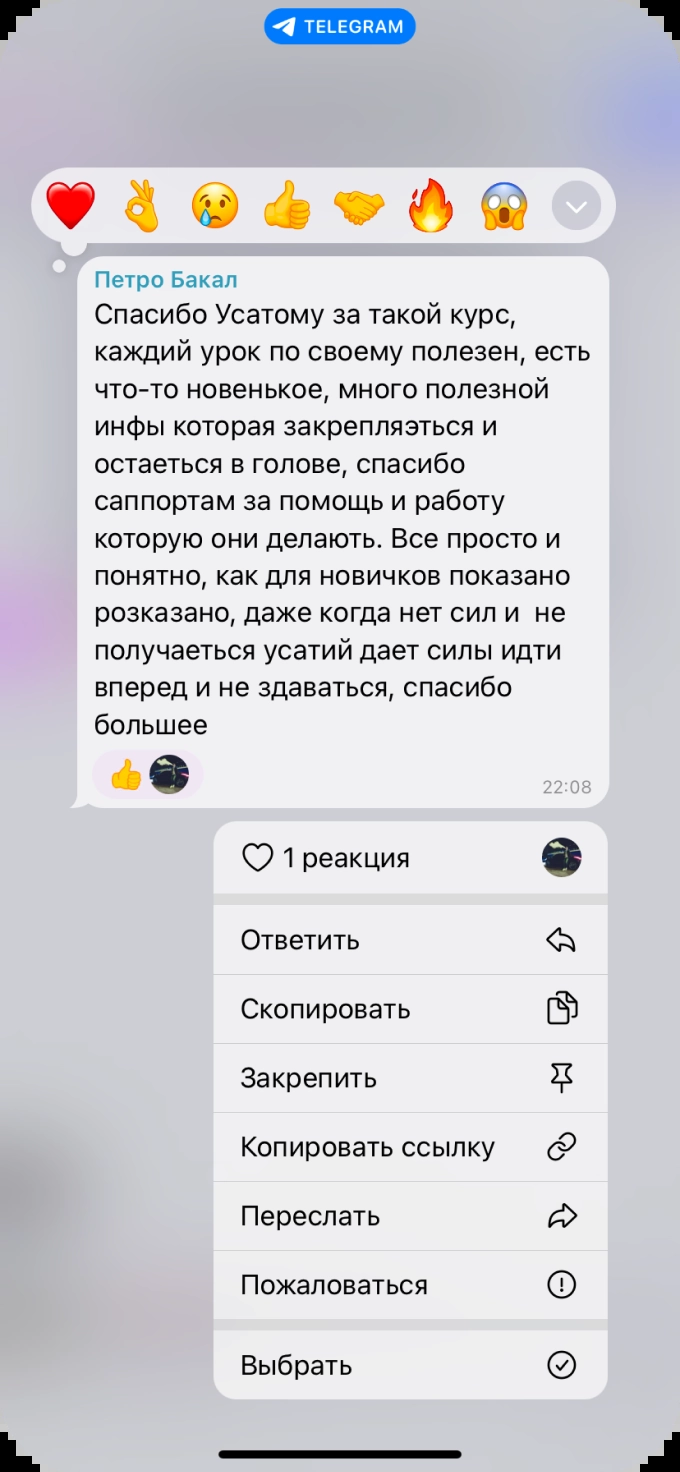 TELEGRAM
Петро Бакал
Спасибо Усатому за такой курс,
каждий урок по своему полезен, есть
что-то новенькое, много полезной
инфы которая закрепляэться и
остаеться в голове, спасибо
саппортам за помощь и работу
которую они делають. Все просто и
понятно, как для новичков показано
розказано, даже когда нет сил и  не
получаеться усатий дает силы идти
вперед и не здаваться, спасибо
большее
22:08
1 реакция
Ответить
Скопировать
Закрепить
Копировать ссылку
Переслать
Пожаловаться
Выбрать